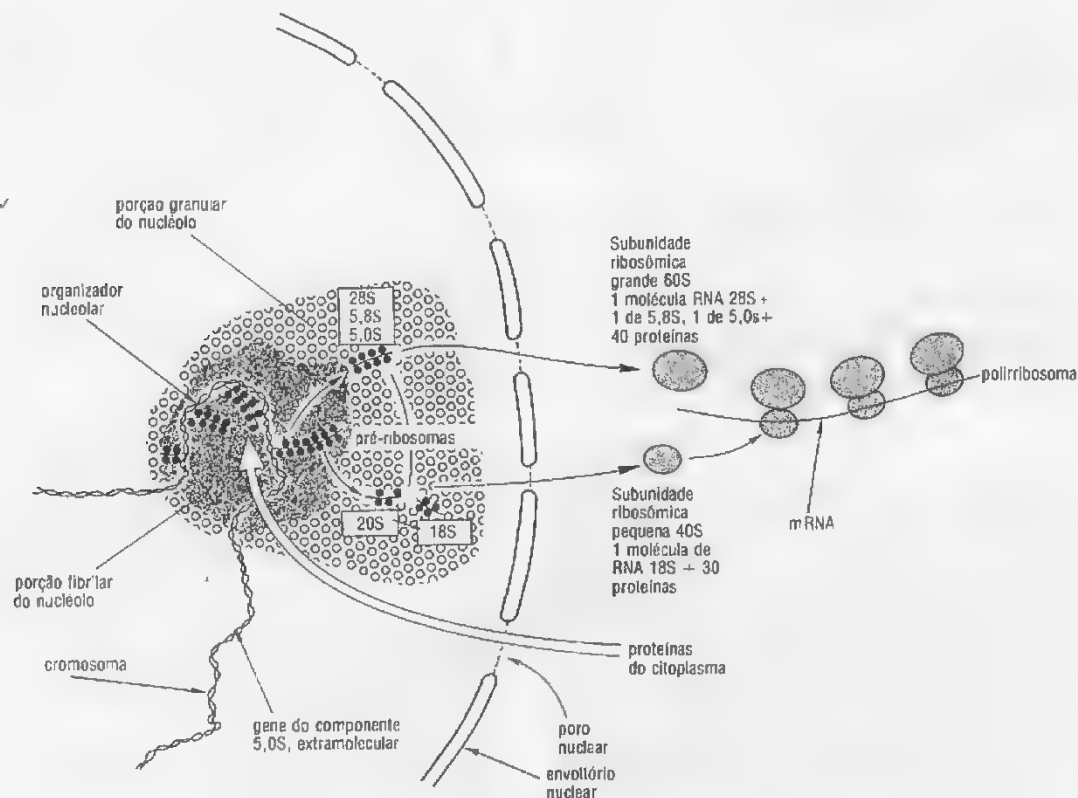 porção granular
do nucléolo
organizador
nucleolar
28S
5,8S
5.0S
pré-ribosomas
20S
18S
porção fibrilar
do nucléolo
cromosoma
gene do componente
5,0S, extramolecular
Subunidade
ribosômica
grande 60S
1 molécula RNA 28S +
1 de 5,8S, 1 de 5,0s +
40 proteínas
polirribosoma
mRNA
Subunidade
ribosômica
pequena 40S
1 molécula de
RNA 18S + 30
proteínas
proteínas
do citoplasma
poro
nuclear
envoltório
nuclear